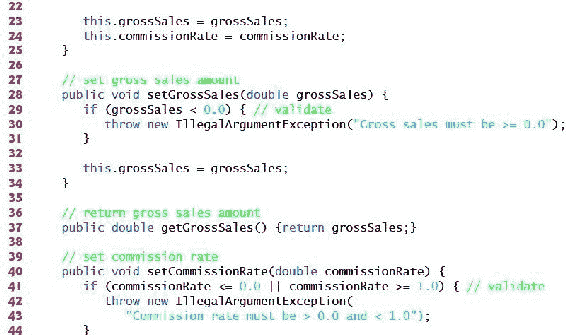 22
23 this.grossSales = grossSales;
24 this.commissionRate = commissionRate;
25 }
26
27 // set gross sales amount
28 public void setGrossSales(double grossSales) {
29 if (grossSales < 0.0) { // validate
30 throw new IllegalArgumentException("Gross sales must be >= 0.0");
31 }
32
33 this.grossSales = grossSales;
34 }
35
36 // return gross sales amount
37 public double getGrossSales() {return grossSales;}
38
39 // set commission rate
40 public void setCommissionRate(double commissionRate) {
41 if (commissionRate <= 0.0 || commissionRate >= 1.0) { // validate
42 throw new IllegalArgumentException(
43 "Commission rate must be > 0.0 and < 1.0");
44 }